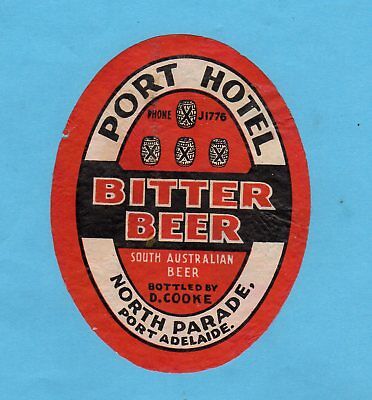 PORT HOTEL
PHONE J1776
BITTER
BEER
SOUTH AUSTRALIAN
BEER
BOTTLED BY
D. COOKE
NORTH PARADE,
PORT ADELAIDE.